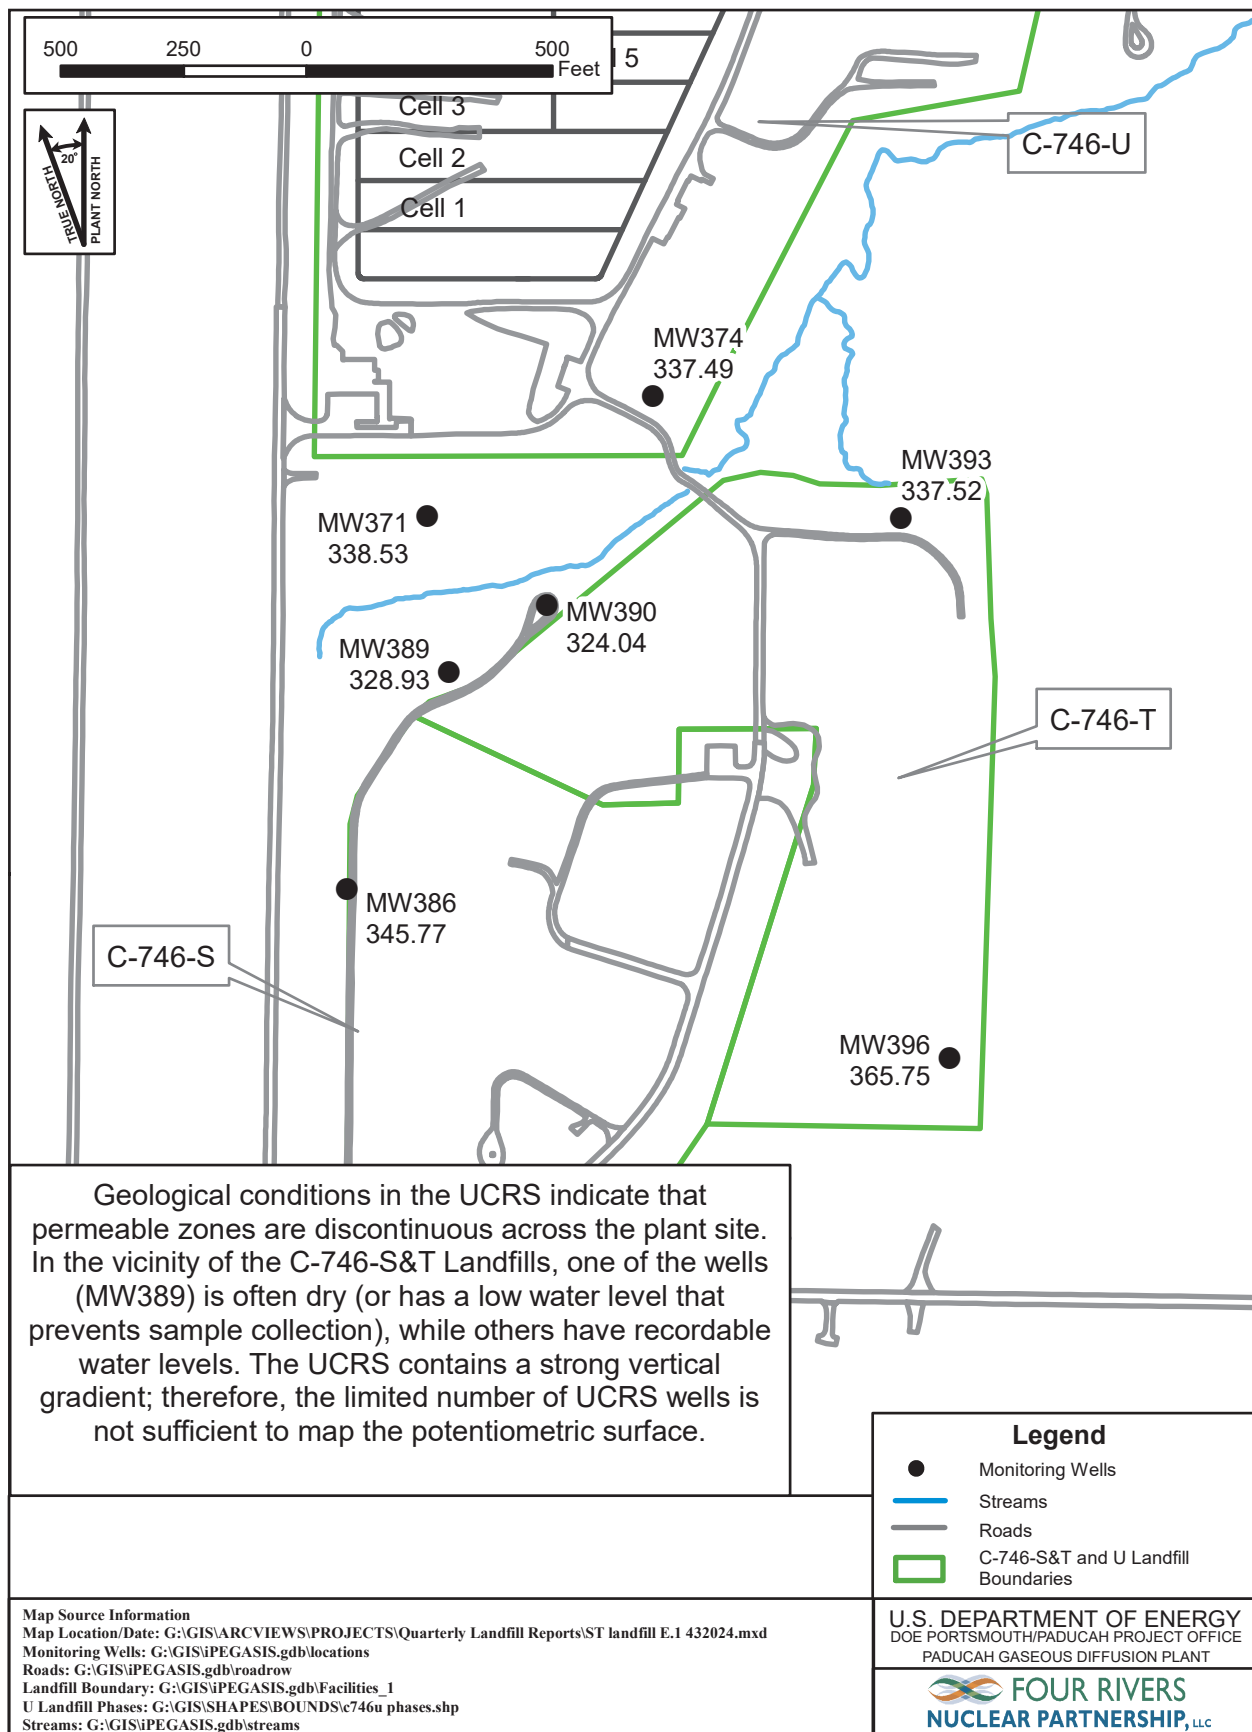 500 250 0 500
Feet
l 5
Cell 3
Cell 2
Cell 1
20°
TRUE NORTH
PLANT NORTH
C-746-U
MW374
337.49
MW393
337.52
MW371
338.53
MW390
324.04
MW389
328.93
C-746-T
MW386
345.77
C-746-S
MW396
365.75
Geological conditions in the UCRS indicate that
permeable zones are discontinuous across the plant site.
In the vicinity of the C-746-S&T Landfills, one of the wells
(MW389) is often dry (or has a low water level that
prevents sample collection), while others have recordable
water levels. The UCRS contains a strong vertical
gradient; therefore, the limited number of UCRS wells is
not sufficient to map the potentiometric surface.
Legend
Monitoring Wells
Streams
Roads
C-746-S&T and U Landfill
Boundaries
Map Source Information
Map Location/Date: G:\GIS\ARCVIEWS\PROJECTS\Quarterly Landfill Reports\ST landfill E.1 432024.mxd
Monitoring Wells: G:\GIS\iPEGASIS.gdb\locations
Roads: G:\GIS\iPEGASIS.gdb\roadrow
Landfill Boundary: G:\GIS\iPEGASIS.gdb\Facilities_1
U Landfill Phases: G:\GIS\SHAPES\BOUNDS\c746u phases.shp
Streams: G:\GIS\iPEGASIS.gdb\streams
U.S. DEPARTMENT OF ENERGY
DOE PORTSMOUTH/PADUCAH PROJECT OFFICE
PADUCAH GASEOUS DIFFUSION PLANT
FOUR RIVERS
NUCLEAR PARTNERSHIP, LLC